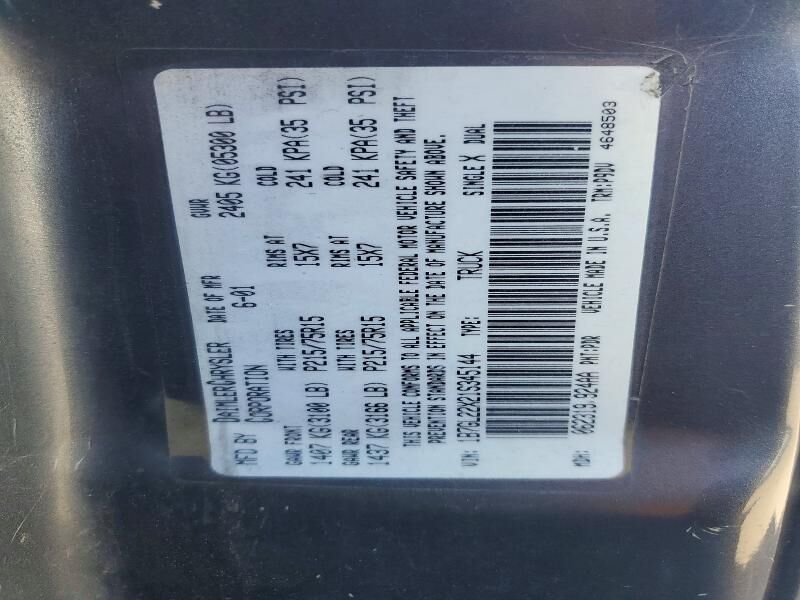 MFD BY DAIMLERCHRYSLER CORPORATION DATE OF MFR 6-01 GVWR 2405 KG(05300 LB)
GAWR FRONT WITH TIRES RIMS AT COLD
1407 KG(3100 LB) P215/75R15 15X7 241 KPA(35 PSI)
GAWR REAR WITH TIRES RIMS AT COLD
1437 KG(3166 LB) P215/75R15 15X7 241 KPA(35 PSI)
THIS VEHICLE CONFORMS TO ALL APPLICABLE FEDERAL MOTOR VEHICLE SAFETY AND THEFT
PREVENTION STANDARDS IN EFFECT ON THE DATE OF MANUFACTURE SHOWN ABOVE.
VIN: 1B7GL22X21S345144 TYPE: TRUCK SINGLE X DUAL
MDH: 062319 924AA PNT:PDR VEHICLE MADE IN U.S.A. TRM:P9DV 4648503